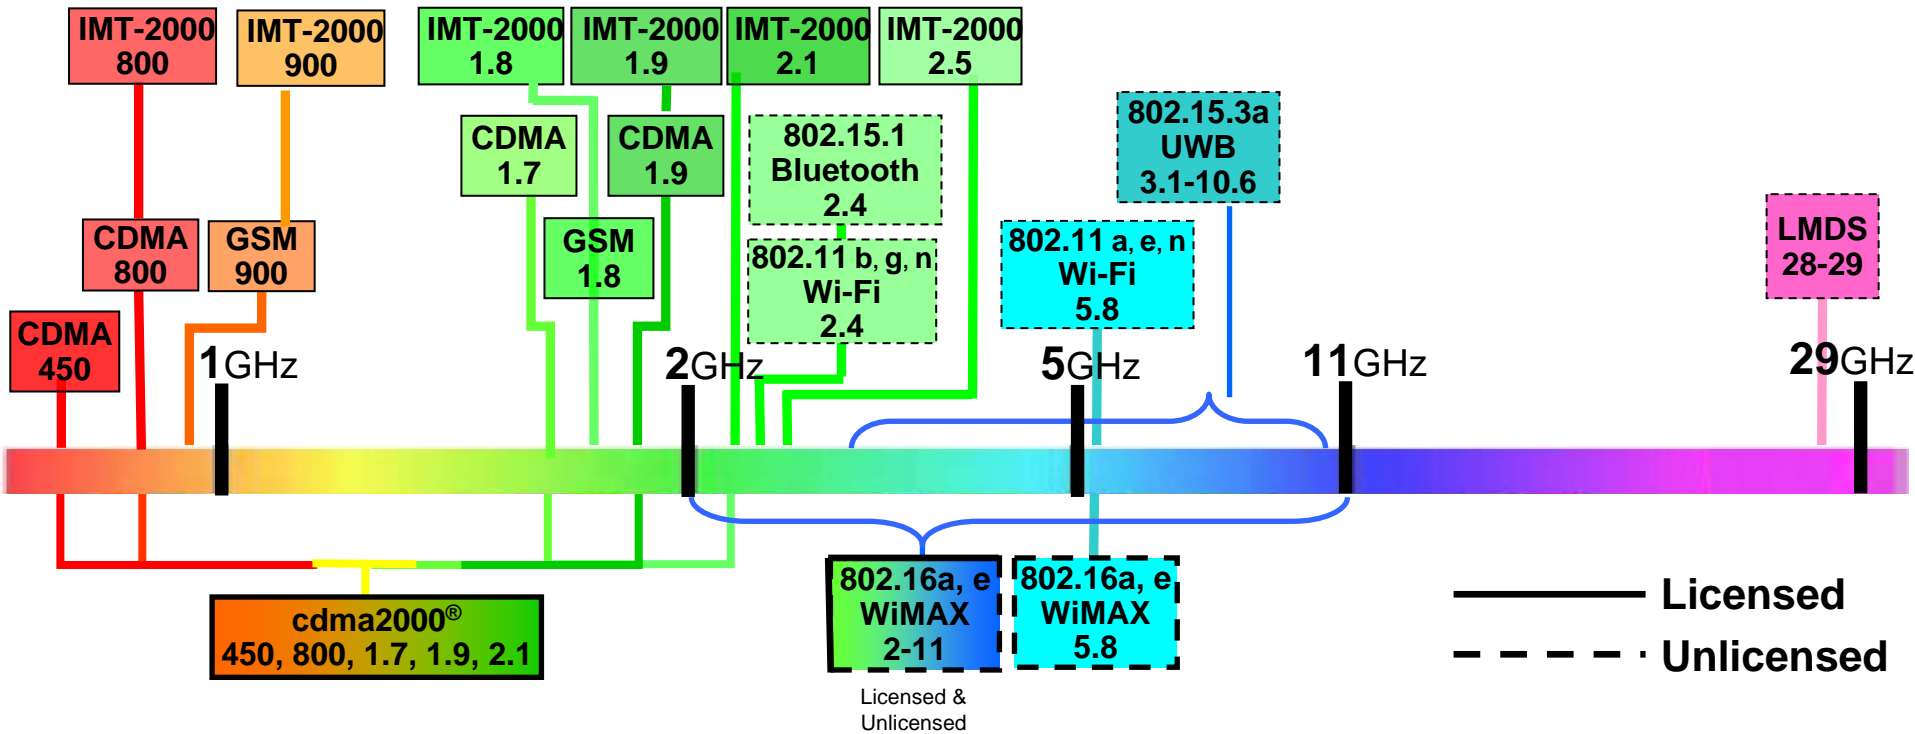 IMT-2000
800
IMT-2000
900
IMT-2000
1.8
IMT-2000
1.9
IMT-2000
2.1
IMT-2000
2.5
802.15.3a
UWB
3.1-10.6
CDMA
1.7
CDMA
1.9
802.15.1
Bluetooth
2.4
CDMA
800
GSM
900
GSM
1.8
802.11 b, g, n
Wi-Fi
2.4
802.11 a, e, n
Wi-Fi
5.8
LMDS
28-29
CDMA
450
1GHz
2GHz
5GHz
11GHz
29GHz
cdma2000®
450, 800, 1.7, 1.9, 2.1
802.16a, e
WiMAX
2-11
Licensed &
Unlicensed
802.16a, e
WiMAX
5.8
Licensed
Unlicensed